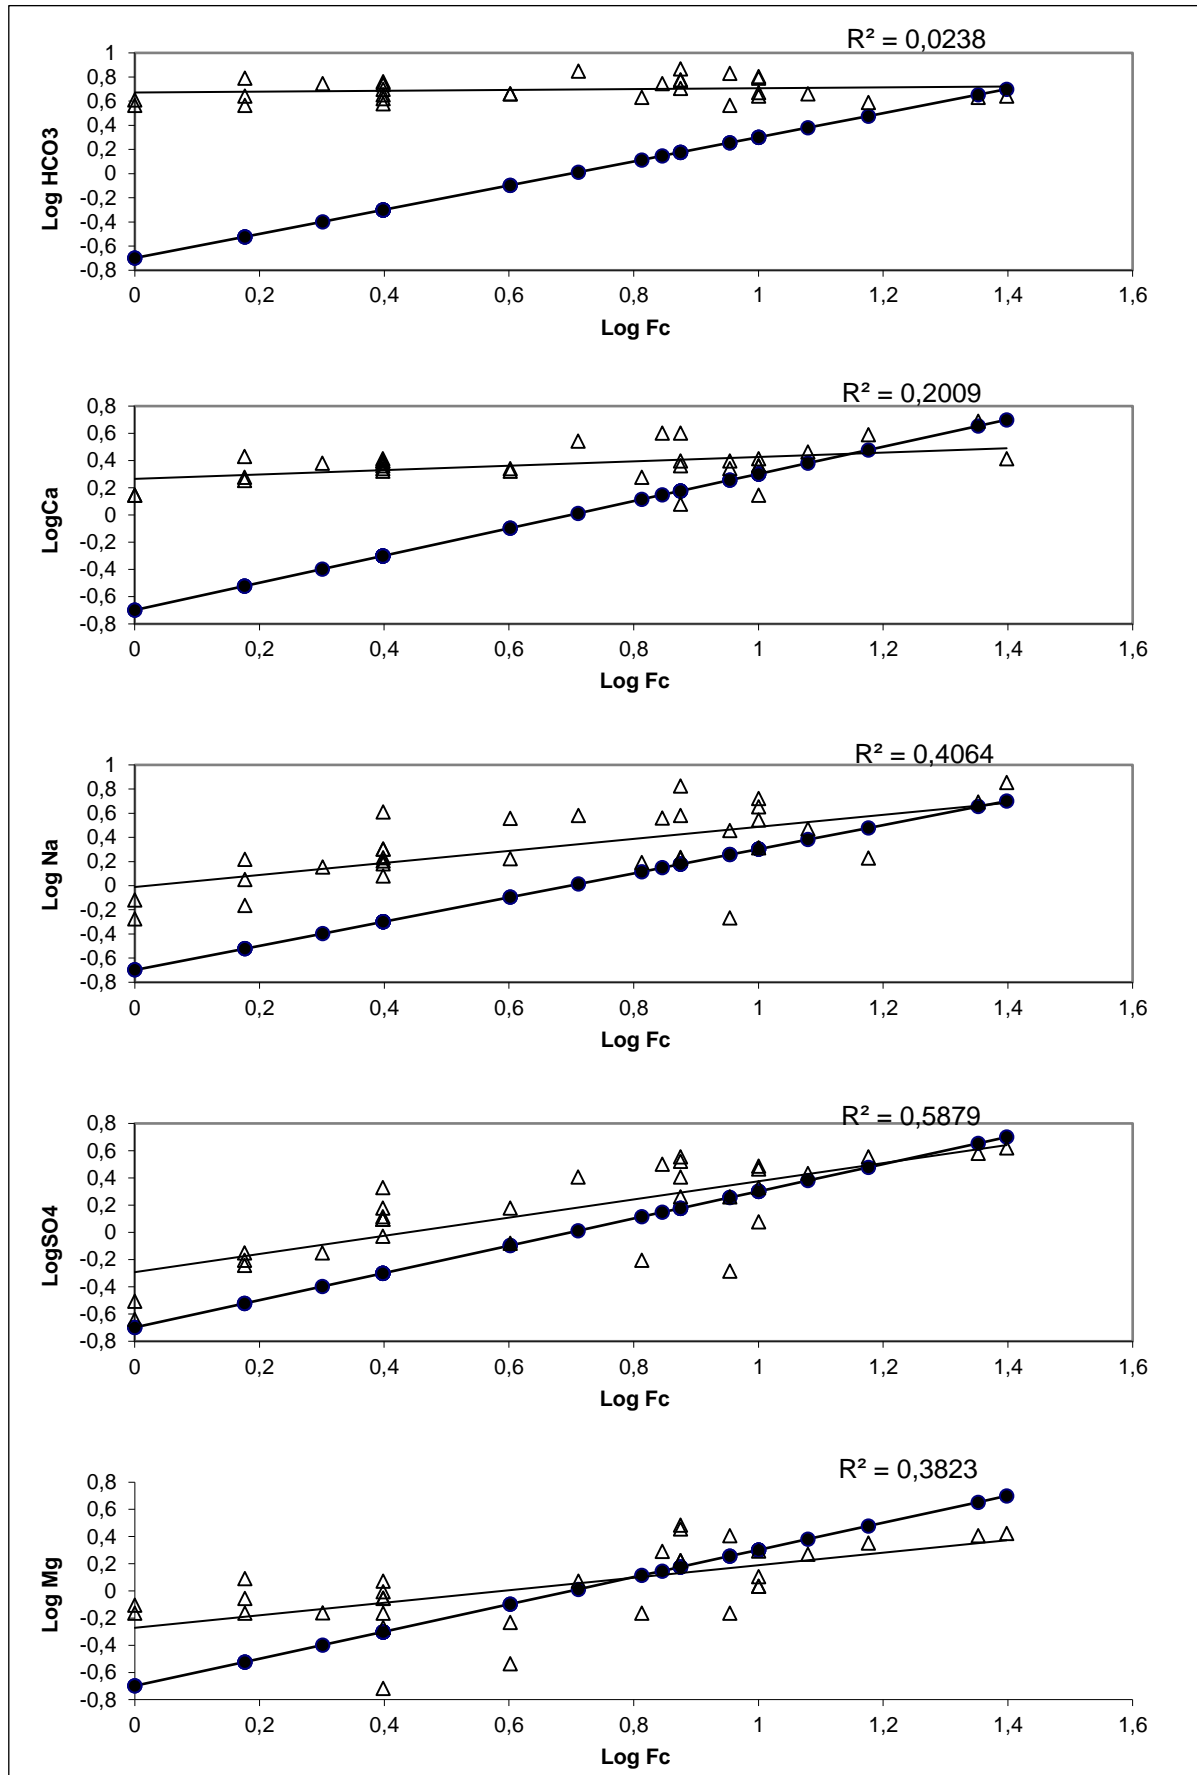 R² = 0,0238
1
0,8
0,6
0,4
0,2
0
-0,2
-0,4
-0,6
-0,8
Log HCO3
0 0,2 0,4 0,6 0,8 1 1,2 1,4 1,6
Log Fc
R² = 0,2009
0,8
0,6
0,4
0,2
0
-0,2
-0,4
-0,6
-0,8
LogCa
0 0,2 0,4 0,6 0,8 1 1,2 1,4 1,6
Log Fc
R² = 0,4064
1
0,8
0,6
0,4
0,2
0
-0,2
-0,4
-0,6
-0,8
Log Na
0 0,2 0,4 0,6 0,8 1 1,2 1,4 1,6
Log Fc
R² = 0,5879
0,8
0,6
0,4
0,2
0
-0,2
-0,4
-0,6
-0,8
LogSO4
0 0,2 0,4 0,6 0,8 1 1,2 1,4 1,6
Log Fc
R² = 0,3823
0,8
0,6
0,4
0,2
0
-0,2
-0,4
-0,6
-0,8
Log Mg
0 0,2 0,4 0,6 0,8 1 1,2 1,4 1,6
Log Fc